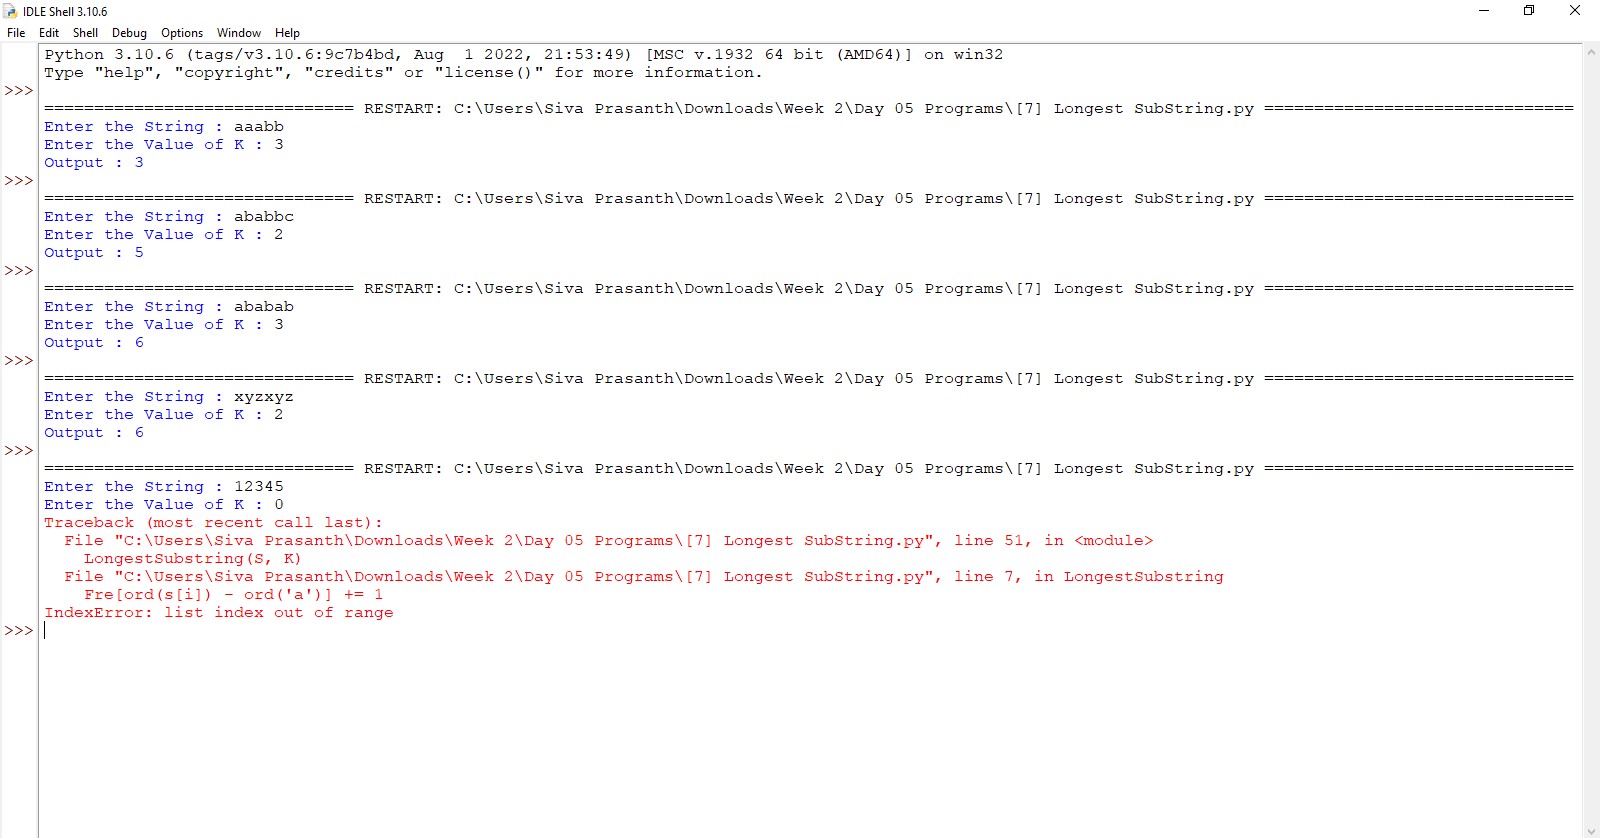 IDLE Shell 3.10.6
File Edit Shell Debug Options Window Help
Python 3.10.6 (tags/v3.10.6:9c7b4bd, Aug  1 2022, 21:53:49) [MSC v.1932 64 bit (AMD64)] on win32
Type "help", "copyright", "credits" or "license()" for more information.
>>>
=============================== RESTART: C:\Users\Siva Prasanth\Downloads\Week 2\Day 05 Programs\[7] Longest SubString.py ===============================
Enter the String : aaabb
Enter the Value of K : 3
Output : 3
>>>
=============================== RESTART: C:\Users\Siva Prasanth\Downloads\Week 2\Day 05 Programs\[7] Longest SubString.py ===============================
Enter the String : ababbc
Enter the Value of K : 2
Output : 5
>>>
=============================== RESTART: C:\Users\Siva Prasanth\Downloads\Week 2\Day 05 Programs\[7] Longest SubString.py ===============================
Enter the String : ababab
Enter the Value of K : 3
Output : 6
>>>
=============================== RESTART: C:\Users\Siva Prasanth\Downloads\Week 2\Day 05 Programs\[7] Longest SubString.py ===============================
Enter the String : xyzxyz
Enter the Value of K : 2
Output : 6
>>>
=============================== RESTART: C:\Users\Siva Prasanth\Downloads\Week 2\Day 05 Programs\[7] Longest SubString.py ===============================
Enter the String : 12345
Enter the Value of K : 0
Traceback (most recent call last):
  File "C:\Users\Siva Prasanth\Downloads\Week 2\Day 05 Programs\[7] Longest SubString.py", line 51, in <module>
    LongestSubstring(S, K)
  File "C:\Users\Siva Prasanth\Downloads\Week 2\Day 05 Programs\[7] Longest SubString.py", line 7, in LongestSubstring
    Fre[ord(s[i]) - ord('a')] += 1
IndexError: list index out of range
>>>